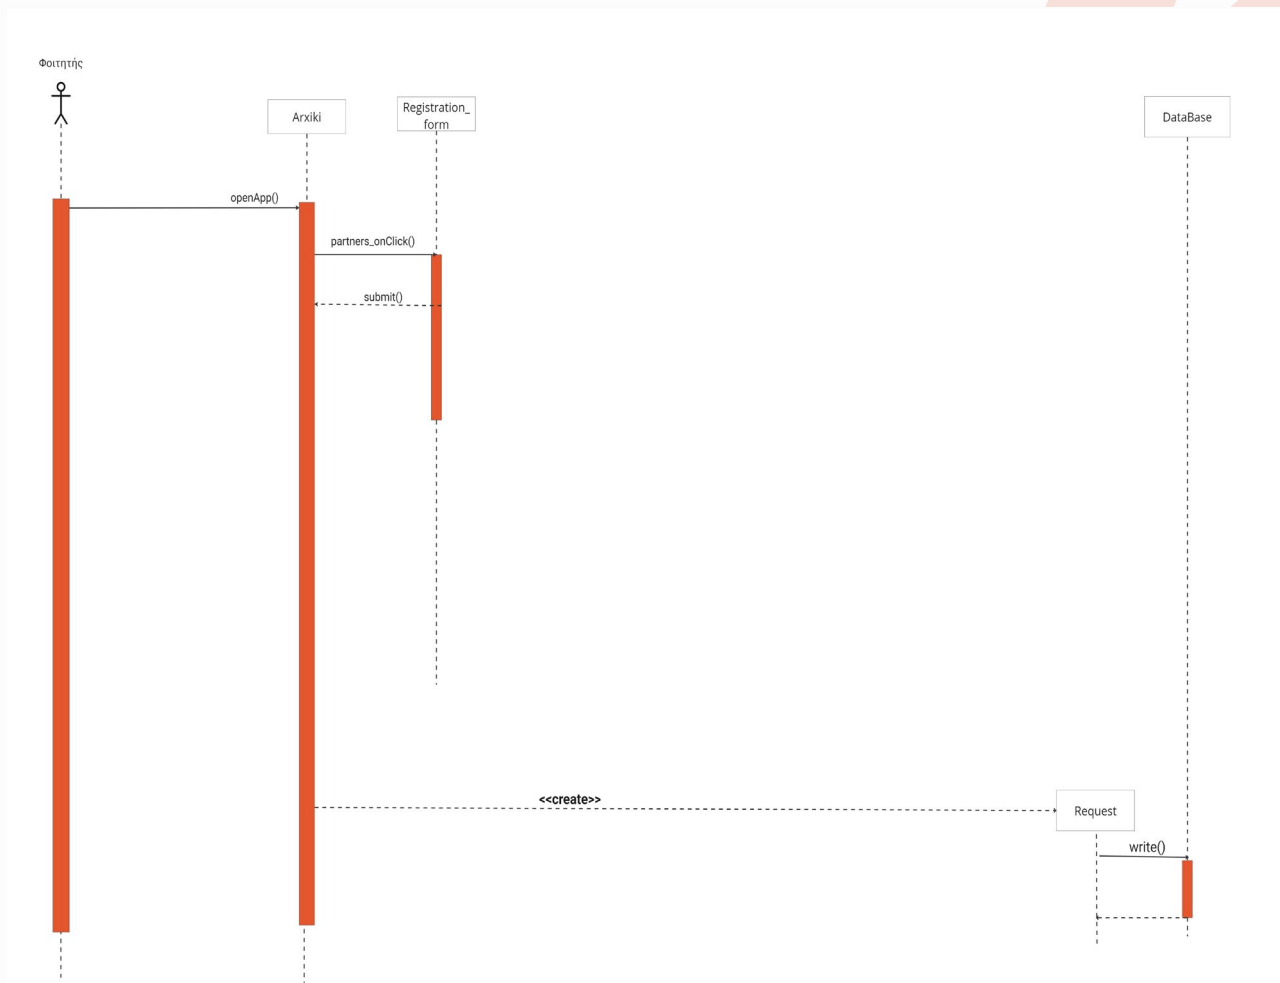 Φοιτητής
Arxiki
Registration_
form
DataBase
openApp()
partners_onClick()
submit()
<<create>>
Request
write()